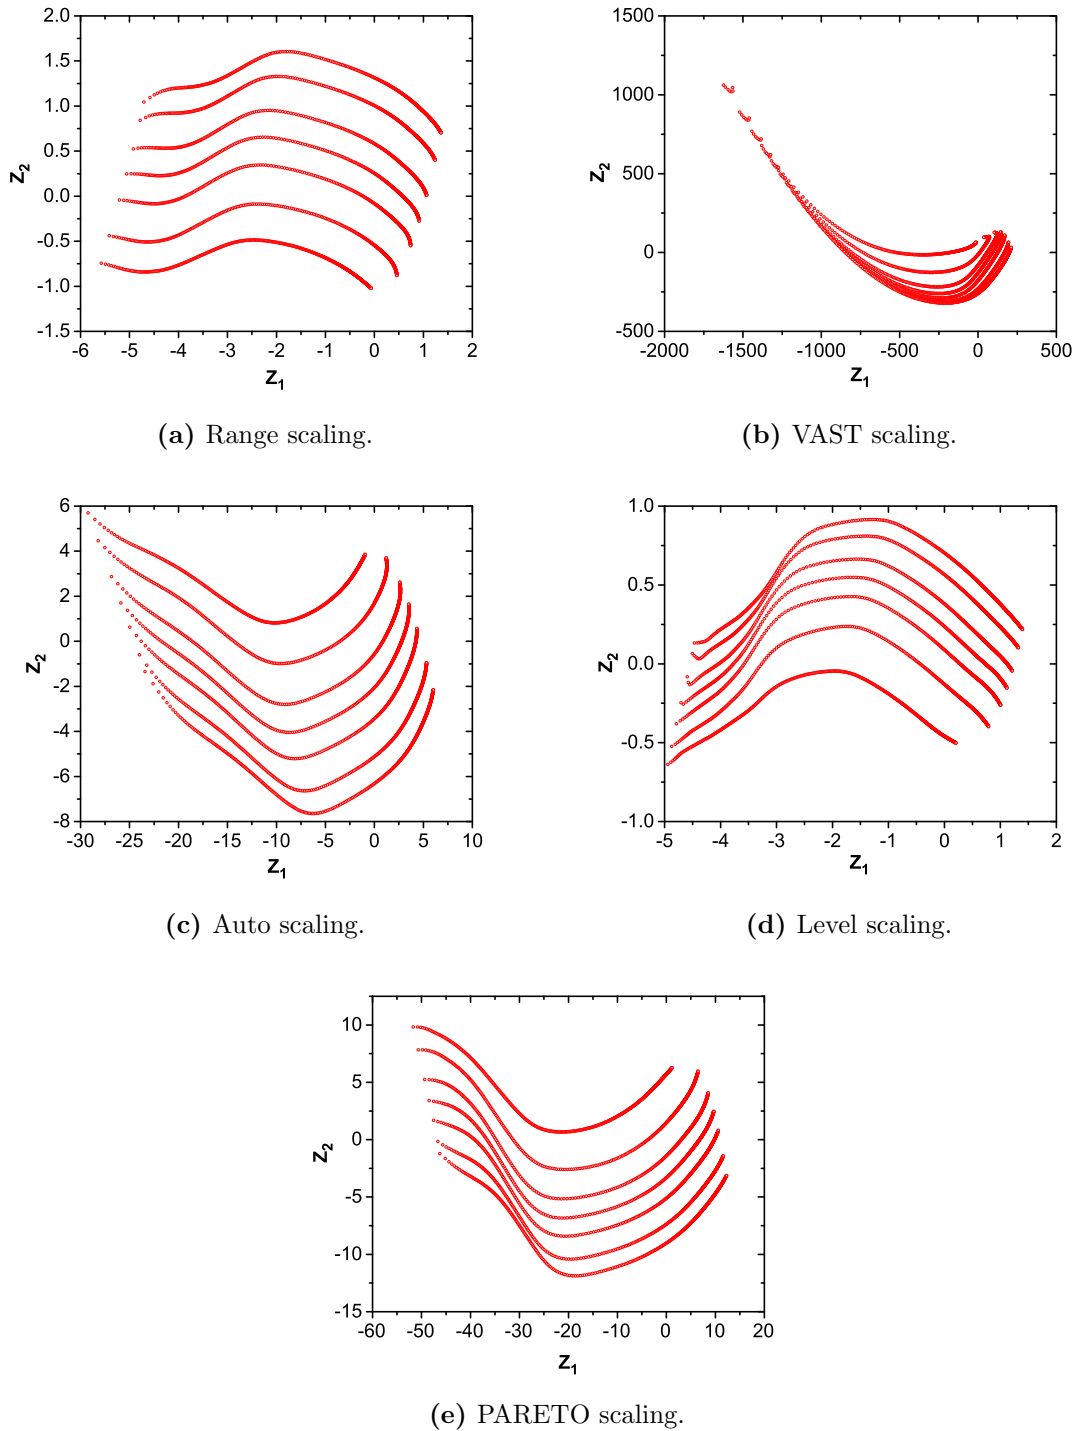 2.0
1.5
1.0
0.5
0.0
-0.5
-1.0
-1.5
Z2
-6 -5 -4 -3 -2 -1 0 1 2
Z1
(a) Range scaling.
1500
1000
500
0
-500
Z2
-2000 -1500 -1000 -500 0 500
Z1
(b) VAST scaling.
6
4
2
0
-2
-4
-6
-8
Z2
-30 -25 -20 -15 -10 -5 0 5 10
Z1
(c) Auto scaling.
1.0
0.5
0.0
-0.5
-1.0
Z2
-5 -4 -3 -2 -1 0 1 2
Z1
(d) Level scaling.
10
5
0
-5
-10
-15
Z2
-60 -50 -40 -30 -20 -10 0 10 20
Z1
(e) PARETO scaling.